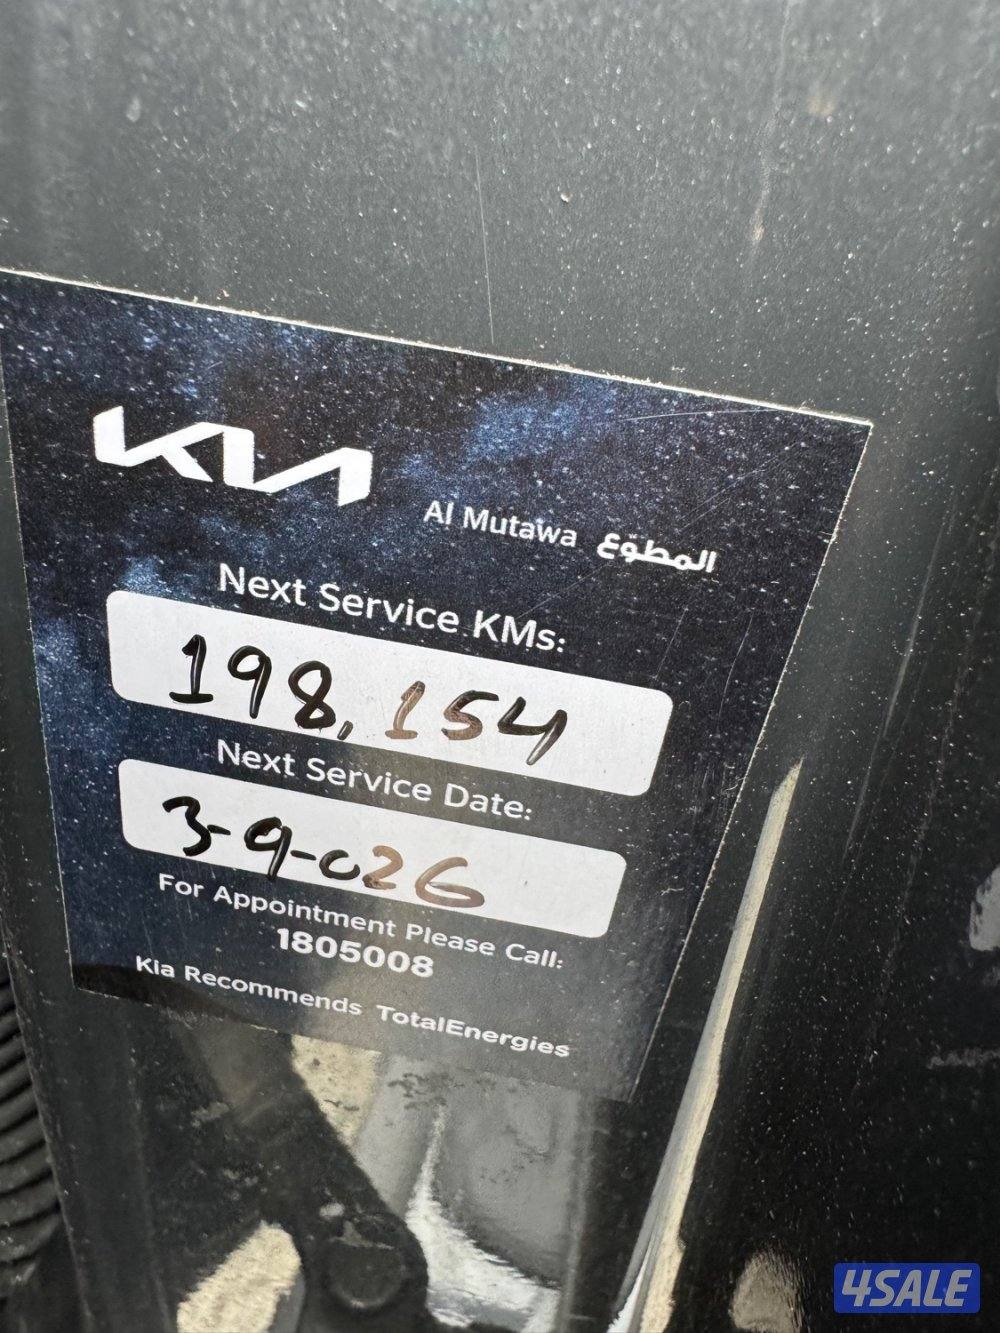 KIA
Al Mutawa المطوّع
Next Service KMs:
198,154
Next Service Date:
3-9-026
For Appointment Please Call:
1805008
Kia Recommends TotalEnergies
4SALE